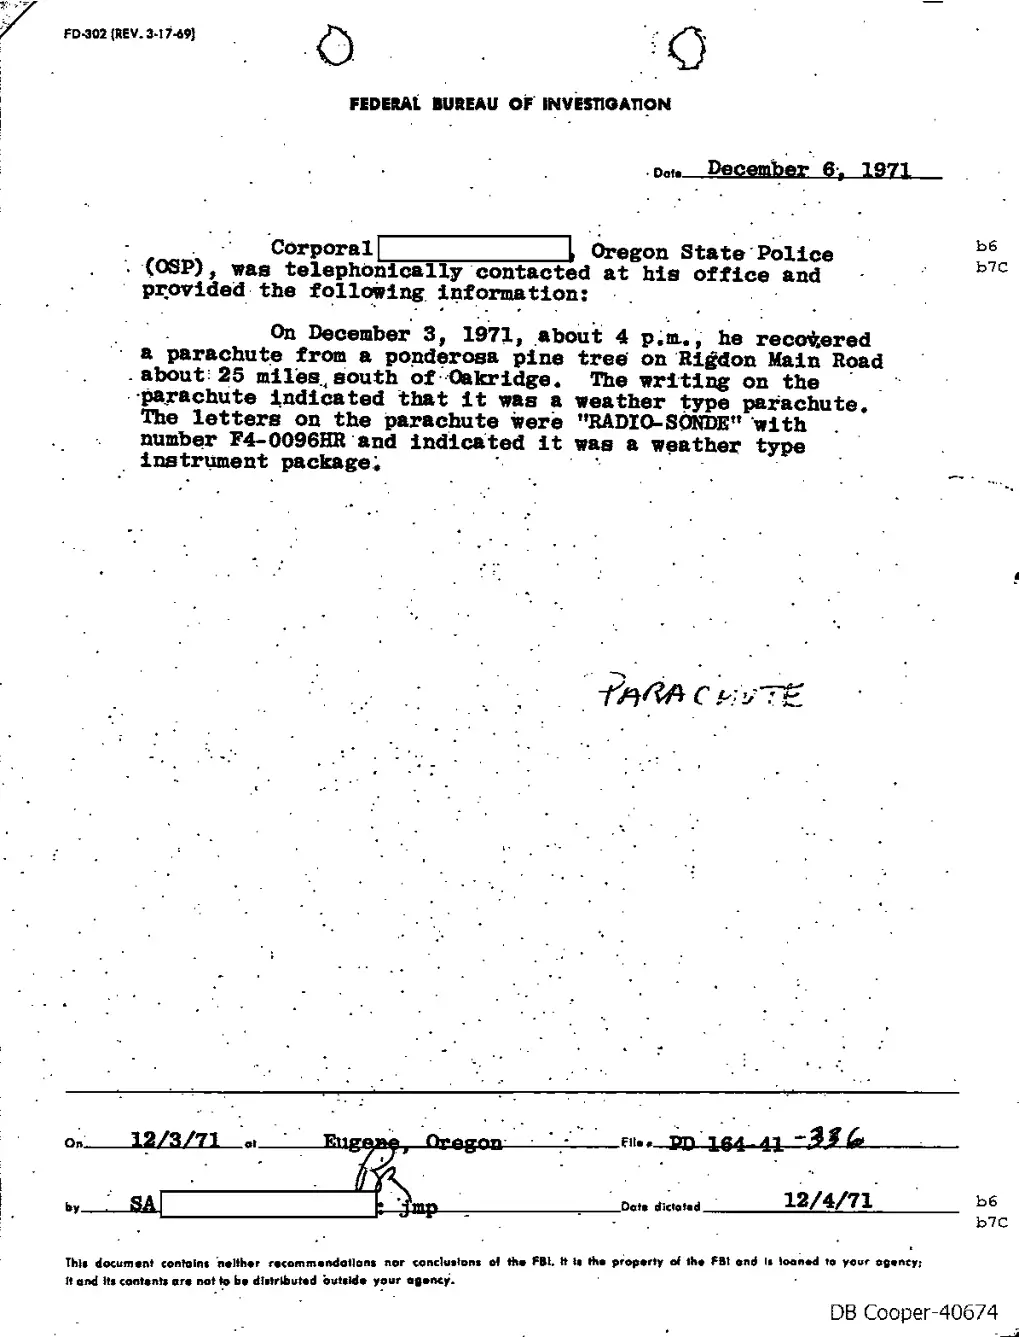 FD-302 (REV. 3-17-69)
FEDERAL BUREAU OF INVESTIGATION
Date December 6, 1971
Corporal , Oregon State Police
(OSP), was telephonically contacted at his office and
provided the following information:
b6
b7C
On December 3, 1971, about 4 p.m., he recovered
a parachute from a ponderosa pine tree on Rigdon Main Road
about 25 miles south of Oakridge. The writing on the
parachute indicated that it was a weather type parachute.
The letters on the parachute were "RADIO-SONDE" with
number F4-0096HR and indicated it was a weather type
instrument package.
PARACHUTE
On 12/3/71 at Eugene, Oregon File # PD 164-41 -336
by SA : jmp Date dictated 12/4/71
b6
b7C
This document contains neither recommendations nor conclusions of the FBI. It is the property of the FBI and is loaned to your agency;
it and its contents are not to be distributed outside your agency.
DB Cooper-40674